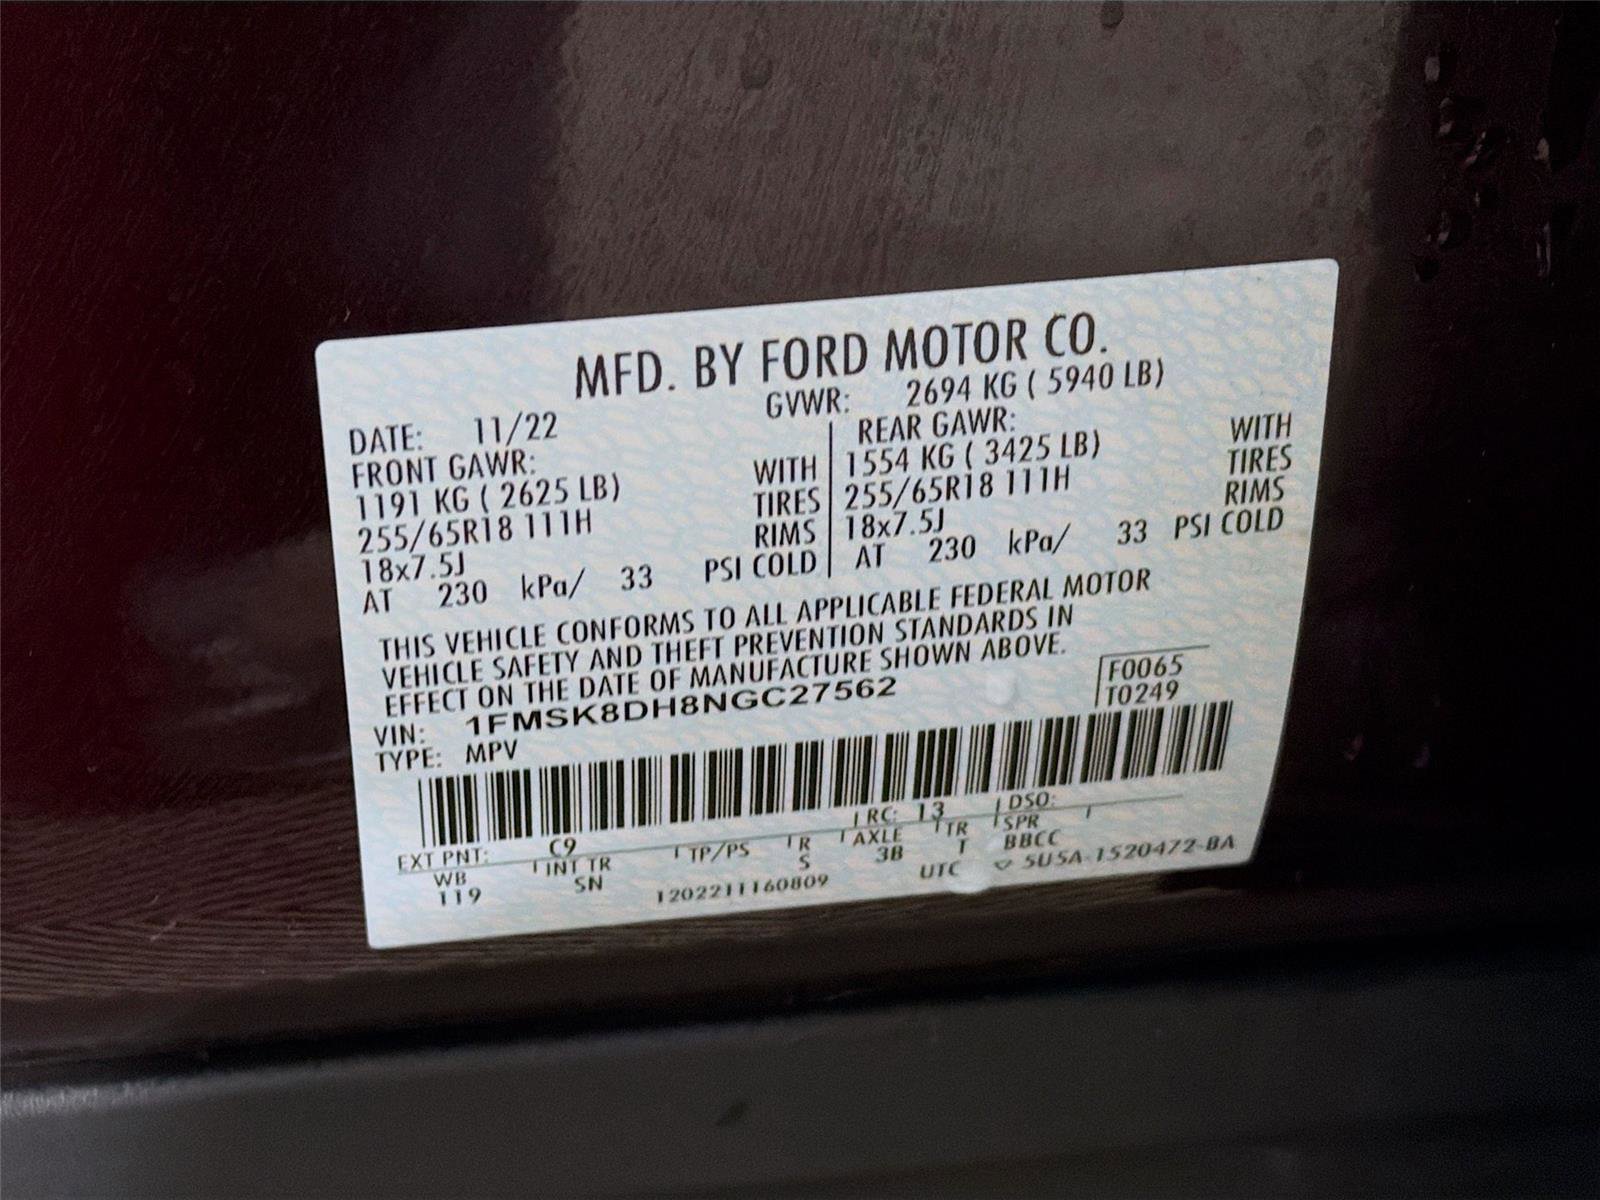 MFD. BY FORD MOTOR CO.
DATE: 11/22 GVWR: 2694 KG ( 5940 LB)
FRONT GAWR: REAR GAWR:
1191 KG ( 2625 LB) WITH 1554 KG ( 3425 LB) WITH
255/65R18 111H TIRES 255/65R18 111H TIRES
18x7.5J RIMS 18x7.5J RIMS
AT 230 kPa/ 33 PSI COLD AT 230 kPa/ 33 PSI COLD
THIS VEHICLE CONFORMS TO ALL APPLICABLE FEDERAL MOTOR
VEHICLE SAFETY AND THEFT PREVENTION STANDARDS IN
EFFECT ON THE DATE OF MANUFACTURE SHOWN ABOVE.
VIN: 1FMSK8DH8NGC27562 F0065
TYPE: MPV T0249
EXT PNT: C9 RC: 13 DSO:
WB INT TR TP/PS R AXLE TR SPR
119 SN S 3B T BBCC
1202211160809 UTC 5U5A-1520472-BA